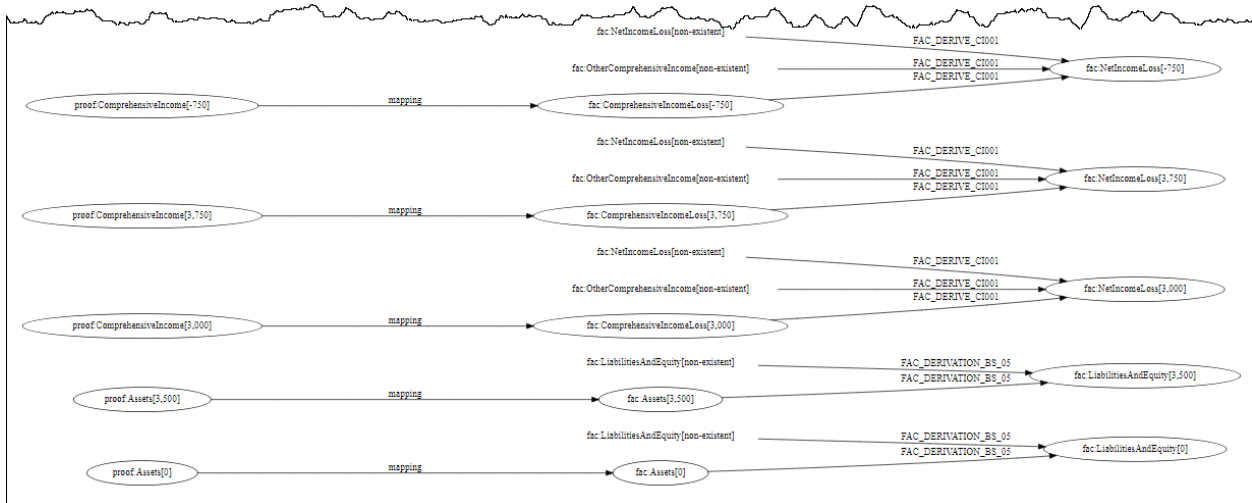 fac:NetIncomeLoss[non-existent]
FAC_DERIVE_CI001
fac:OtherComprehensiveIncome[non-existent]
FAC_DERIVE_CI001
fac:NetIncomeLoss[-750]
FAC_DERIVE_CI001
proof:ComprehensiveIncome[-750]
mapping
fac:ComprehensiveIncomeLoss[-750]
fac:NetIncomeLoss[non-existent]
FAC_DERIVE_CI001
fac:OtherComprehensiveIncome[non-existent]
FAC_DERIVE_CI001
fac:NetIncomeLoss[3,750]
FAC_DERIVE_CI001
proof:ComprehensiveIncome[3,750]
mapping
fac:ComprehensiveIncomeLoss[3,750]
fac:NetIncomeLoss[non-existent]
FAC_DERIVE_CI001
fac:OtherComprehensiveIncome[non-existent]
FAC_DERIVE_CI001
fac:NetIncomeLoss[3,000]
FAC_DERIVE_CI001
proof:ComprehensiveIncome[3,000]
mapping
fac:ComprehensiveIncomeLoss[3,000]
fac:LiabilitiesAndEquity[non-existent]
FAC_DERIVATION_BS_05
fac:LiabilitiesAndEquity[3,500]
FAC_DERIVATION_BS_05
proof:Assets[3,500]
mapping
fac:Assets[3,500]
fac:LiabilitiesAndEquity[non-existent]
FAC_DERIVATION_BS_05
fac:LiabilitiesAndEquity[0]
FAC_DERIVATION_BS_05
proof:Assets[0]
mapping
fac:Assets[0]